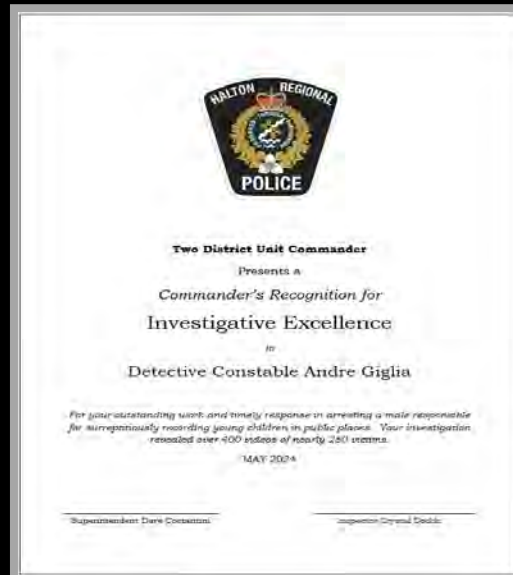 HALTON REGIONAL
POLICE
Two District Unit Commander
Presents a
Commander's Recognition for
Investigative Excellence
to
Detective Constable Andre Giglia
For your outstanding work and timely response in arresting a male responsible
for surreptitiously recording young children in public places. Your investigation
revealed over 400 videos of nearly victims.
MAY 2024
Superintendent Dave
Inspector Crystal